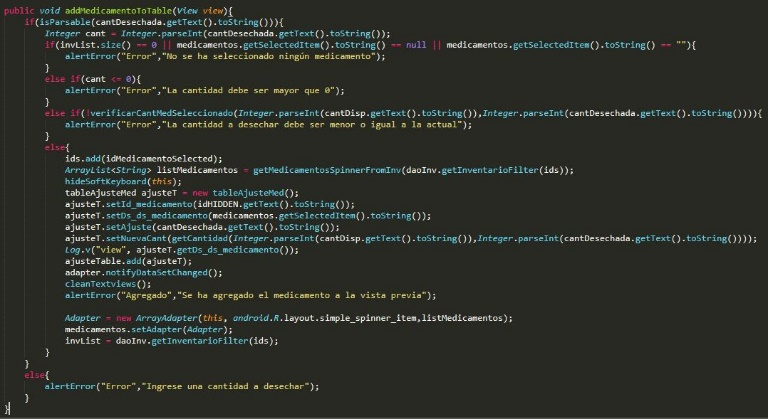 public void addMedicamentoToTable(View view){
if(isParsable(cantDesechada.getText().toString())){
Integer cant = Integer.parseInt(cantDesechada.getText().toString());
if(invList.size() == 0 || medicamentos.getSelectedItem().toString() == null || medicamentos.getSelectedItem().toString() == ""){
alertError("Error","No se ha seleccionado ningún medicamento");
}
else if(cant <= 0){
alertError("Error","La cantidad debe ser mayor que 0");
}
else if(!verificarCantMedSeleccionado(Integer.parseInt(cantDisp.getText().toString()),Integer.parseInt(cantDesechada.getText().toString()))){
alertError("Error","La cantidad a desechar debe ser menor o igual a la actual");
}
else{
ids.add(idMedicamentoSelected);
ArrayList<String> listMedicamentos = getMedicamentosSpinnerFromInv(daoInv.getInventarioFilter(ids));
hideSoftKeyboard(this);
tableAjusteMed ajusteT = new tableAjusteMed();
ajusteT.setId_medicamento(idHIDDEN.getText().toString());
ajusteT.setDs_ds_medicamento(medicamentos.getSelectedItem().toString());
ajusteT.setAjuste(cantDesechada.getText().toString());
ajusteT.setNuevaCant(getCantidad(Integer.parseInt(cantDisp.getText().toString()),Integer.parseInt(cantDesechada.getText().toString())));
Log.v("view", ajusteT.getDs_ds_medicamento());
ajusteTable.add(ajusteT);
adapter.notifyDataSetChanged();
cleanTextviews();
alertError("Agregado","Se ha agregado el medicamento a la vista previa");
Adapter = new ArrayAdapter(this, android.R.layout.simple_spinner_item,listMedicamentos);
medicamentos.setAdapter(Adapter);
invList = daoInv.getInventarioFilter(ids);
}
}
else{
alertError("Error","Ingrese una cantidad a desechar");
}
}